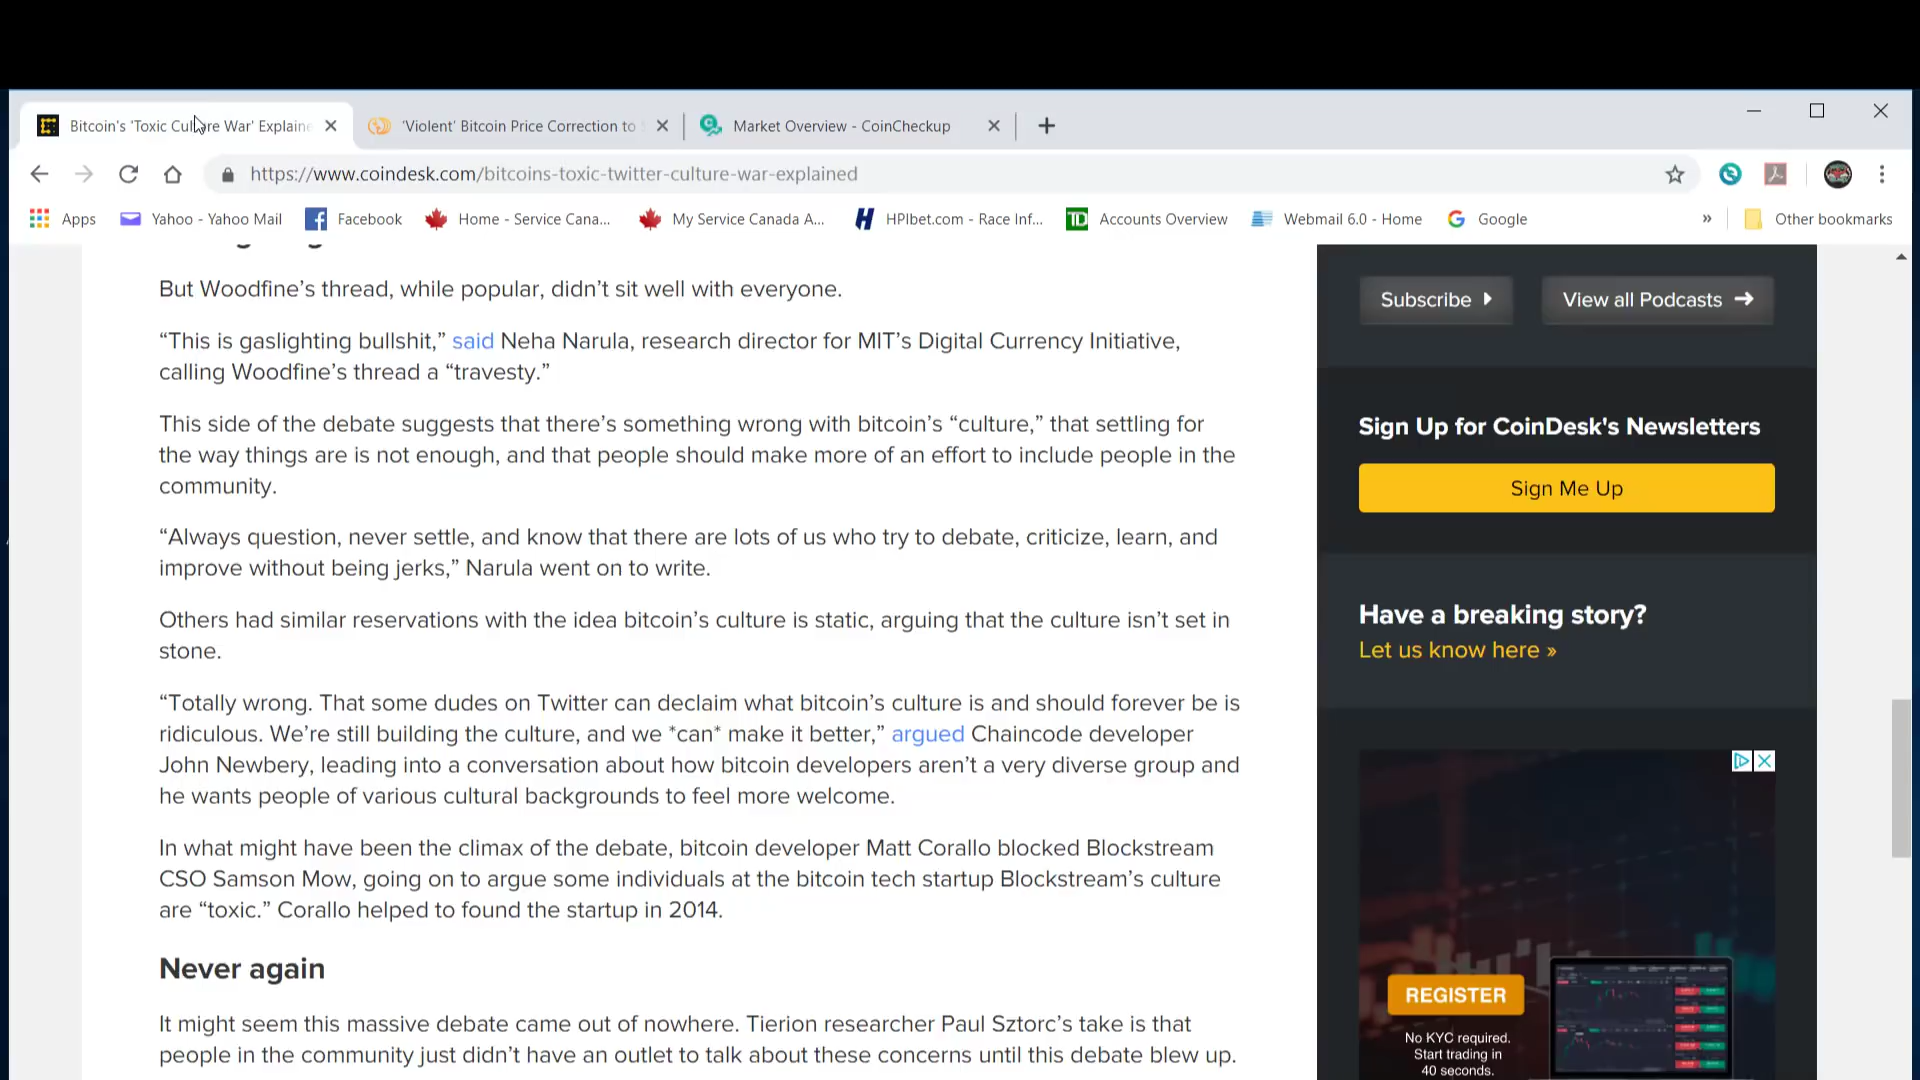 Bitcoin's 'Toxic Culture War' Explaine
'Violent' Bitcoin Price Correction to
Market Overview - CoinCheckup
https://www.coindesk.com/bitcoins-toxic-twitter-culture-war-explained
Apps
Yahoo - Yahoo Mail
Facebook
Home - Service Cana...
My Service Canada A...
HPIbet.com - Race Inf...
TD
Accounts Overview
Webmail 6.0 - Home
Google
»
Other bookmarks
But Woodfine’s thread, while popular, didn’t sit well with everyone.
“This is gaslighting bullshit,” said Neha Narula, research director for MIT’s Digital Currency Initiative,
calling Woodfine’s thread a “travesty.”
This side of the debate suggests that there’s something wrong with bitcoin’s “culture,” that settling for
the way things are is not enough, and that people should make more of an effort to include people in the
community.
“Always question, never settle, and know that there are lots of us who try to debate, criticize, learn, and
improve without being jerks,” Narula went on to write.
Others had similar reservations with the idea bitcoin’s culture is static, arguing that the culture isn’t set in
stone.
“Totally wrong. That some dudes on Twitter can declaim what bitcoin’s culture is and should forever be is
ridiculous. We’re still building the culture, and we *can* make it better,” argued Chaincode developer
John Newbery, leading into a conversation about how bitcoin developers aren’t a very diverse group and
he wants people of various cultural backgrounds to feel more welcome.
In what might have been the climax of the debate, bitcoin developer Matt Corallo blocked Blockstream
CSO Samson Mow, going on to argue some individuals at the bitcoin tech startup Blockstream’s culture
are “toxic.” Corallo helped to found the startup in 2014.
Never again
It might seem this massive debate came out of nowhere. Tierion researcher Paul Sztorc’s take is that
people in the community just didn’t have an outlet to talk about these concerns until this debate blew up.
Subscribe
View all Podcasts
Sign Up for CoinDesk's Newsletters
Sign Me Up
Have a breaking story?
Let us know here »
REGISTER
No KYC required.
Start trading in
40 seconds.